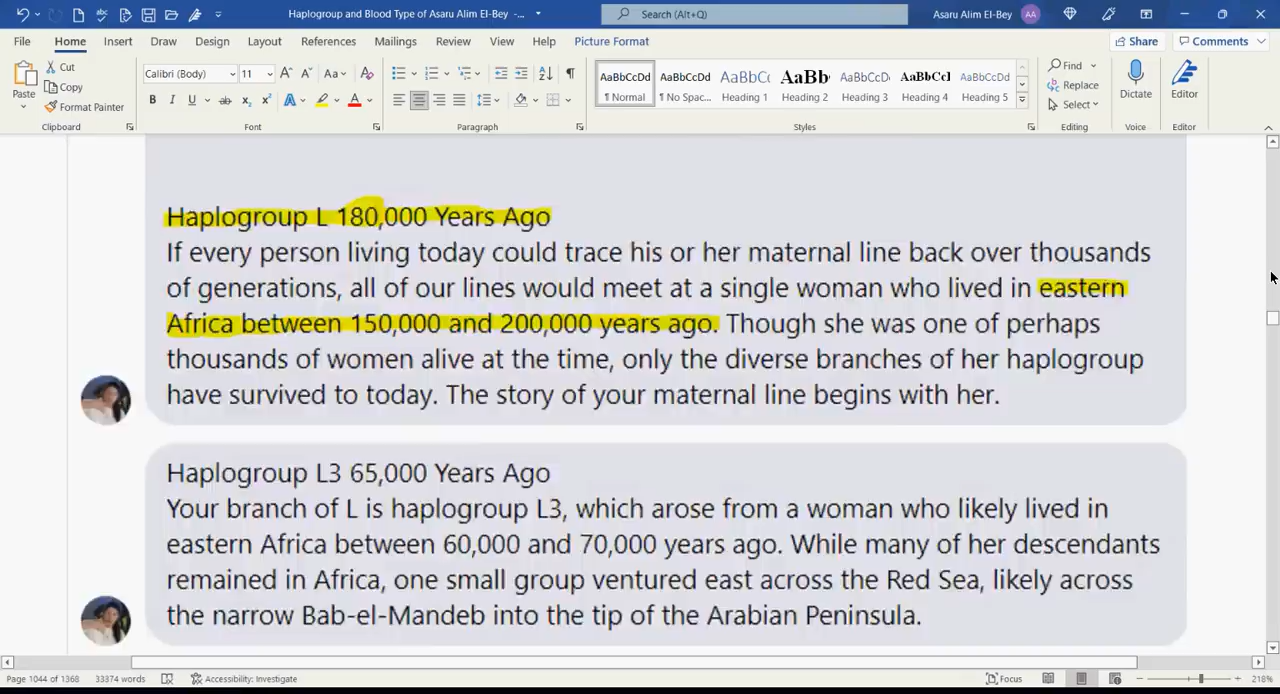 Haplogroup and Blood Type of Asaru Alim El-Bey -...
Search (Alt+Q)
Asaru Alim El-Bey AA
File Home Insert Draw Design Layout References Mailings Review View Help Picture Format Share Comments
Paste
Cut
Copy
Format Painter
Clipboard
Calibri (Body) 11
Font
Paragraph
AaBbCcDd AaBbCcDd AaBbC( AaBb( AaBbCcDd AaBbCcI AaBbCcDd
¶ Normal ¶ No Spac... Heading 1 Heading 2 Heading 3 Heading 4 Heading 5
Styles
Find
Replace
Select
Editing
Dictate
Voice
Editor
Editor
Haplogroup L 180,000 Years Ago
If every person living today could trace his or her maternal line back over thousands
of generations, all of our lines would meet at a single woman who lived in eastern
Africa between 150,000 and 200,000 years ago. Though she was one of perhaps
thousands of women alive at the time, only the diverse branches of her haplogroup
have survived to today. The story of your maternal line begins with her.
Haplogroup L3 65,000 Years Ago
Your branch of L is haplogroup L3, which arose from a woman who likely lived in
eastern Africa between 60,000 and 70,000 years ago. While many of her descendants
remained in Africa, one small group ventured east across the Red Sea, likely across
the narrow Bab-el-Mandeb into the tip of the Arabian Peninsula.
Page 1044 of 1368 33374 words Accessibility: Investigate Focus 218%